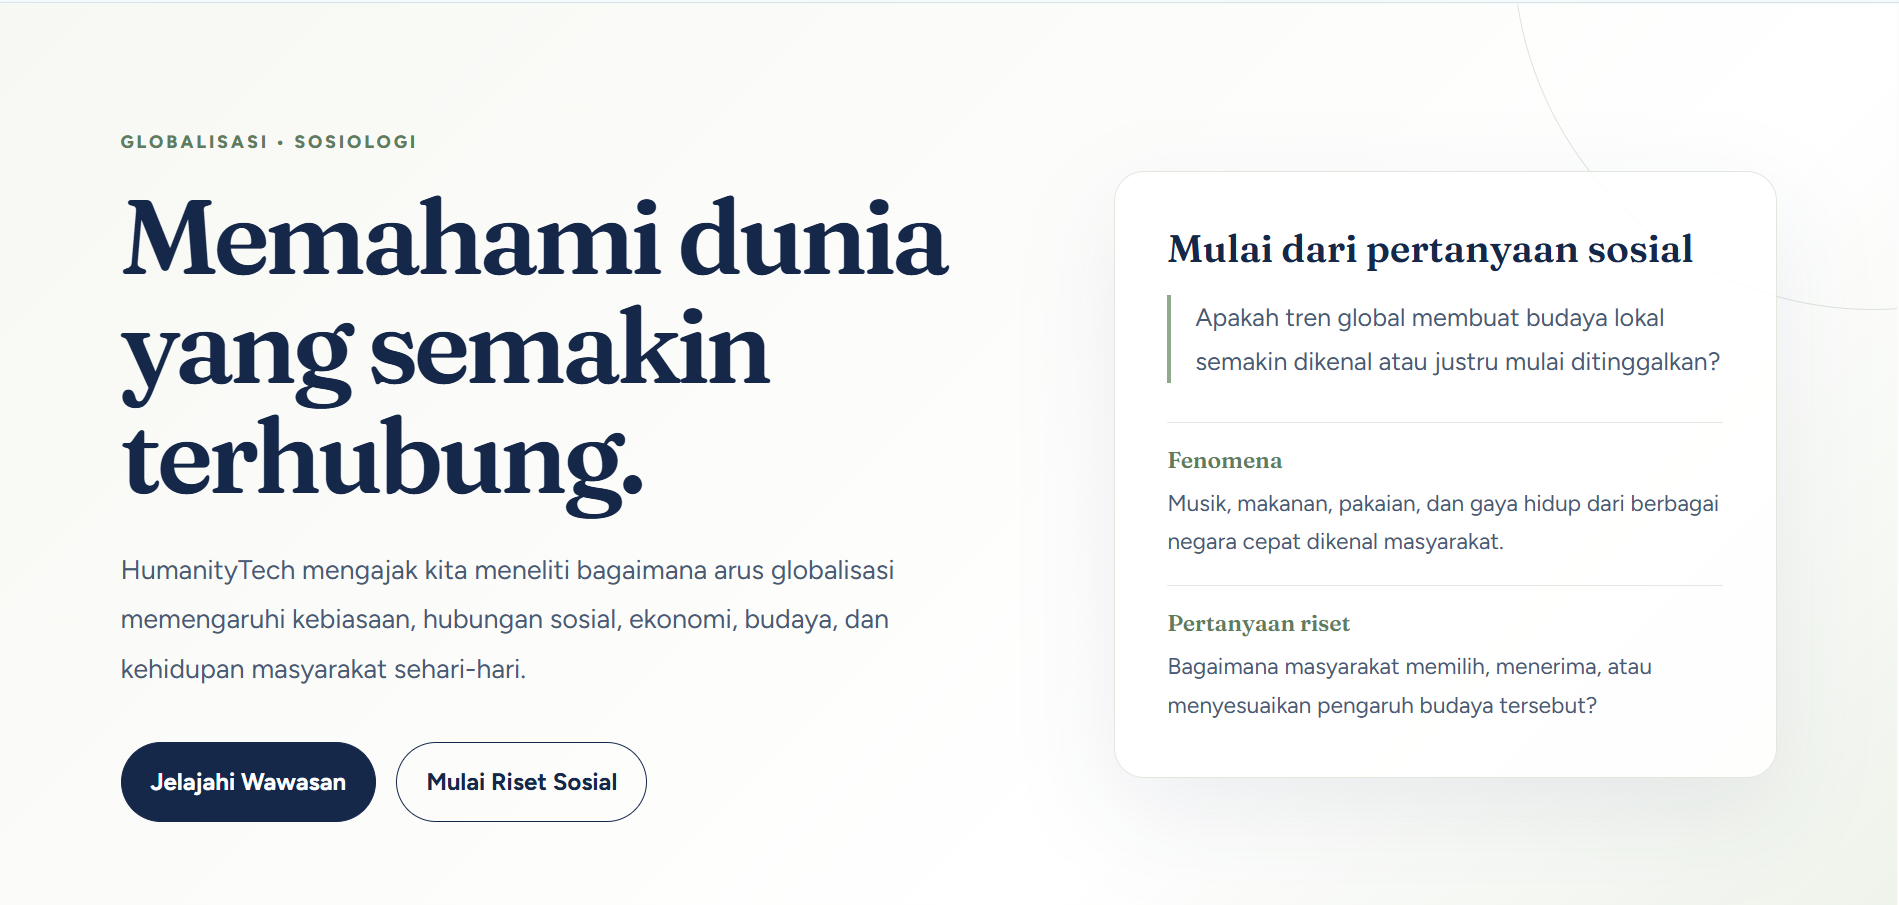 GLOBALISASI • SOSIOLOGI
Memahami dunia
yang semakin
terhubung.
HumanityTech mengajak kita meneliti bagaimana arus globalisasi
memengaruhi kebiasaan, hubungan sosial, ekonomi, budaya, dan
kehidupan masyarakat sehari-hari.
Jelajahi Wawasan
Mulai Riset Sosial
Mulai dari pertanyaan sosial
Apakah tren global membuat budaya lokal
semakin dikenal atau justru mulai ditinggalkan?
Fenomena
Musik, makanan, pakaian, dan gaya hidup dari berbagai
negara cepat dikenal masyarakat.
Pertanyaan riset
Bagaimana masyarakat memilih, menerima, atau
menyesuaikan pengaruh budaya tersebut?